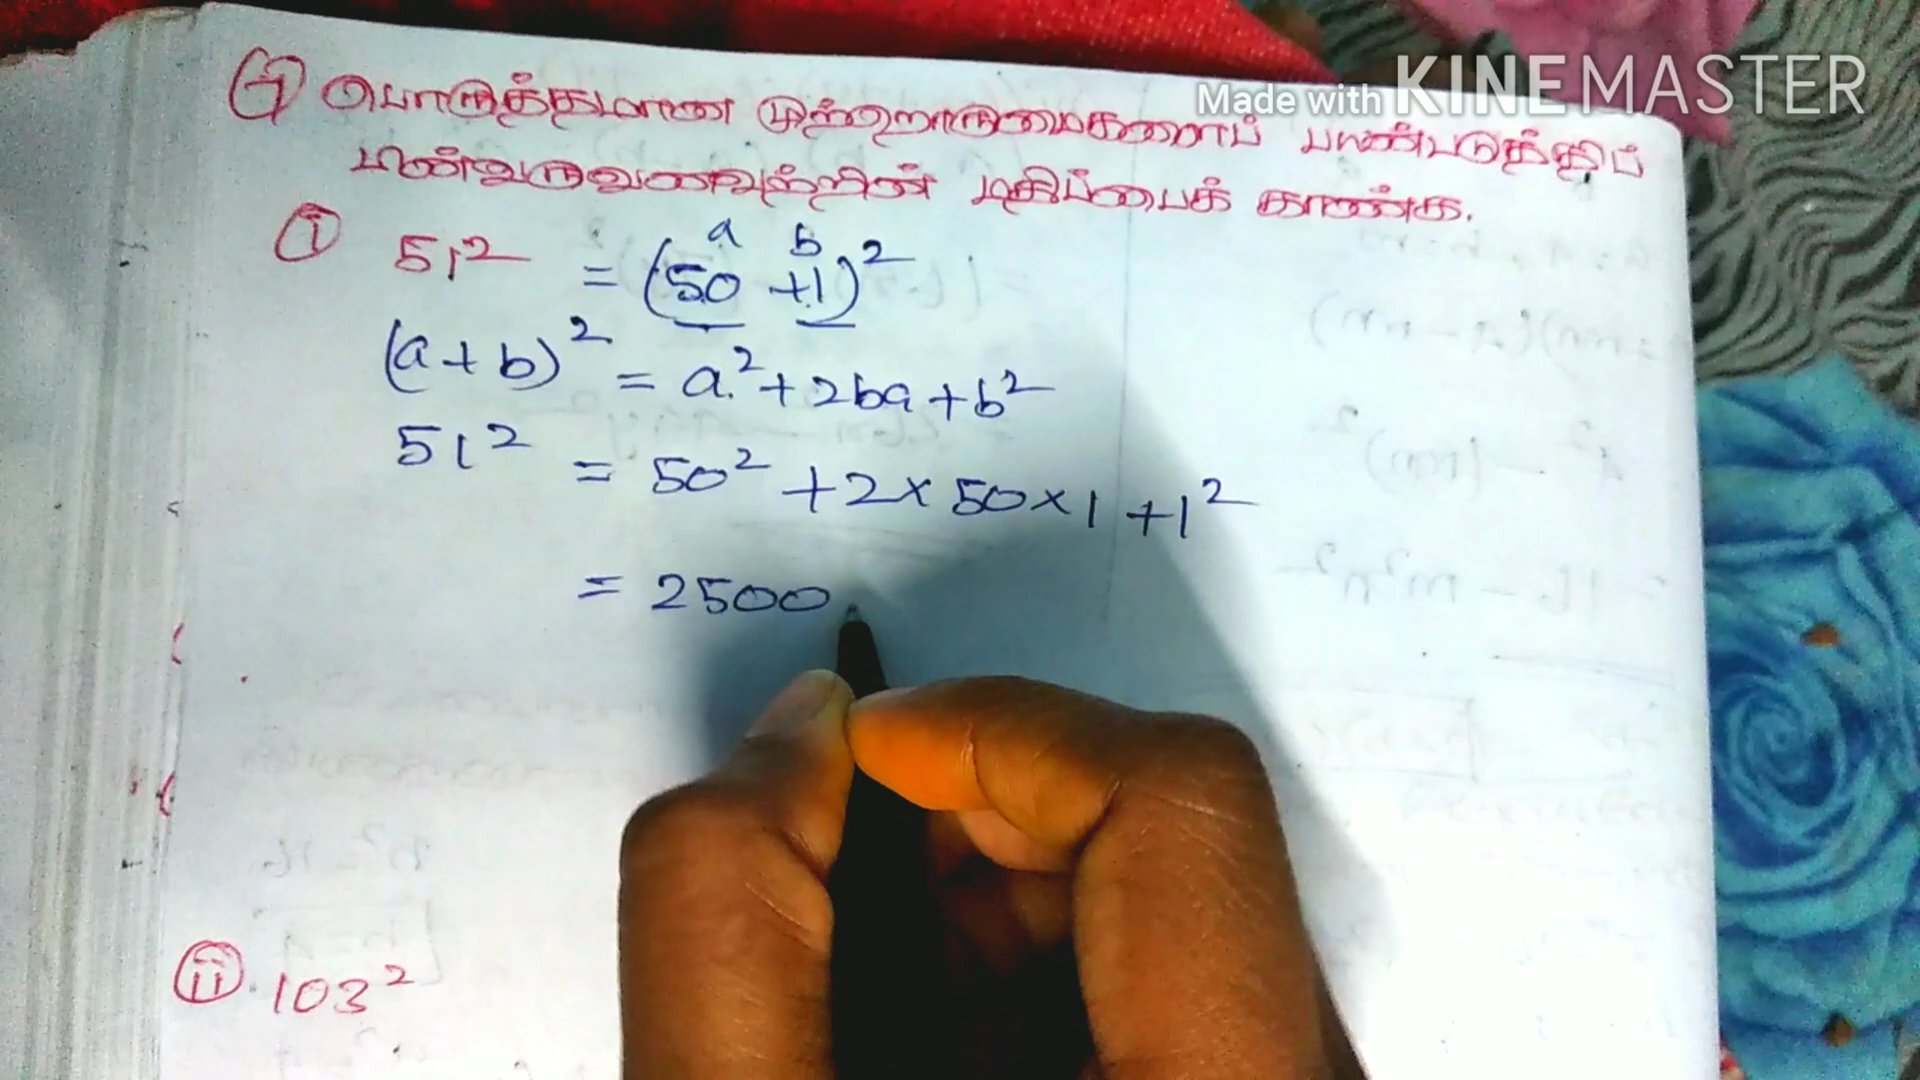 Made with KINEMASTER
பொருத்தமான முற்றொருமைகளைப் பயன்படுத்திப்
பின்வருவனவற்றின் மதிப்பைக் காண்க.
i 51² = (50 +1)²
a b
(a+b)² = a²+2ba+b²
51² = 50² +2×50×1 +1²
= 2500
ii. 103²